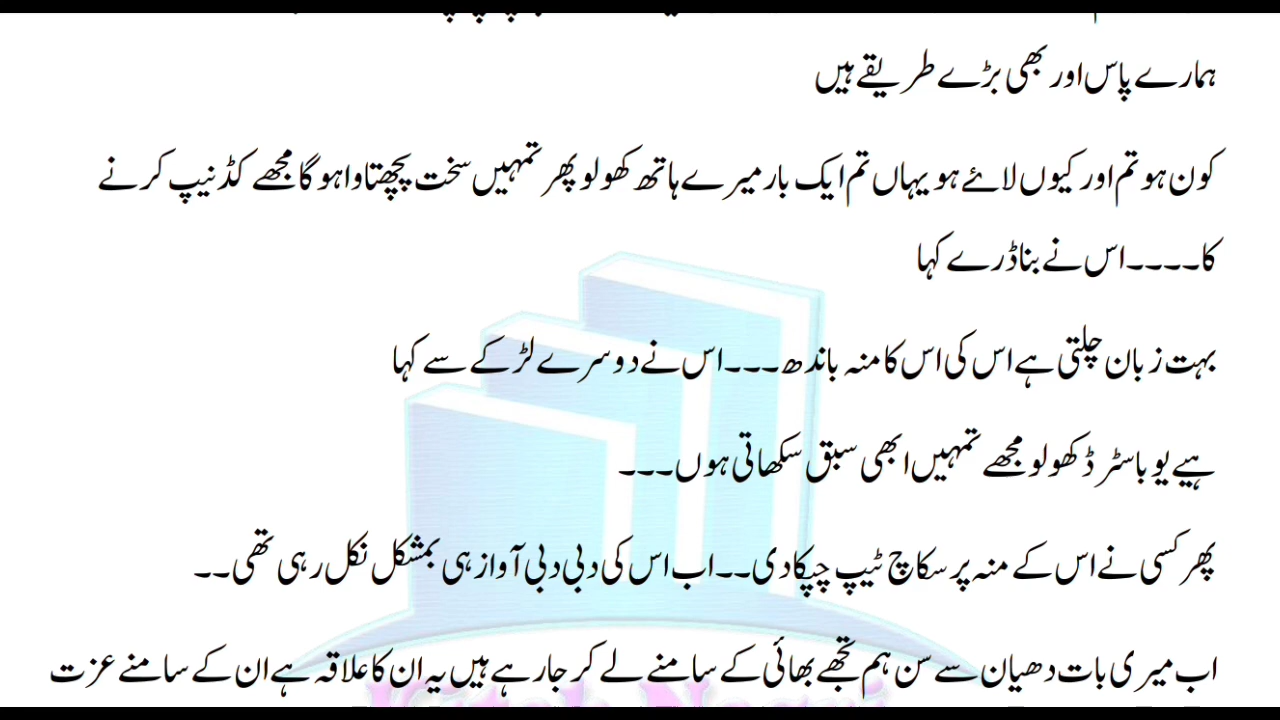 ہمارے پاس اور بھی بڑے طریقے ہیں
کون ہو تم اور کیوں لائے ہو یہاں تم ایک بار میرے ہاتھ کھولو پھر تمہیں سخت پچھتاوا ہو گا مجھے کڈنیپ کرنے
کا۔۔۔۔اس نے بنا ڈرے کہا
بہت زبان چلتی ہے اس کی اس کا منہ باندھ۔۔۔اس نے دوسرے لڑکے سے کہا
ہیے یو باسٹرڈ کھولو مجھے تمہیں ابھی سبق سکھاتی ہوں۔۔۔
پھر کسی نے اس کے منہ پر سکاچ ٹیپ چپکا دی۔۔اب اس کی دبی دبی آواز ہی بمشکل نکل رہی تھی۔۔
اب میری بات دھیان سے سن ہم تجھے بھائی کے سامنے لے کر جا رہے ہیں یہ ان کا علاقہ ہے ان کے سامنے عزت
Kitab Nagri